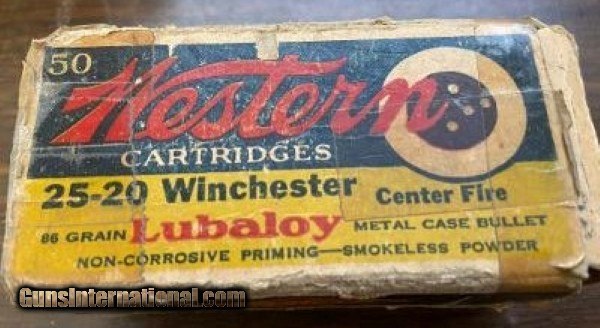 50
Western
CARTRIDGES
25-20 Winchester Center Fire
86 GRAIN Lubaloy METAL CASE BULLET
NON-CORROSIVE PRIMING—SMOKELESS POWDER
GunsInternational.com